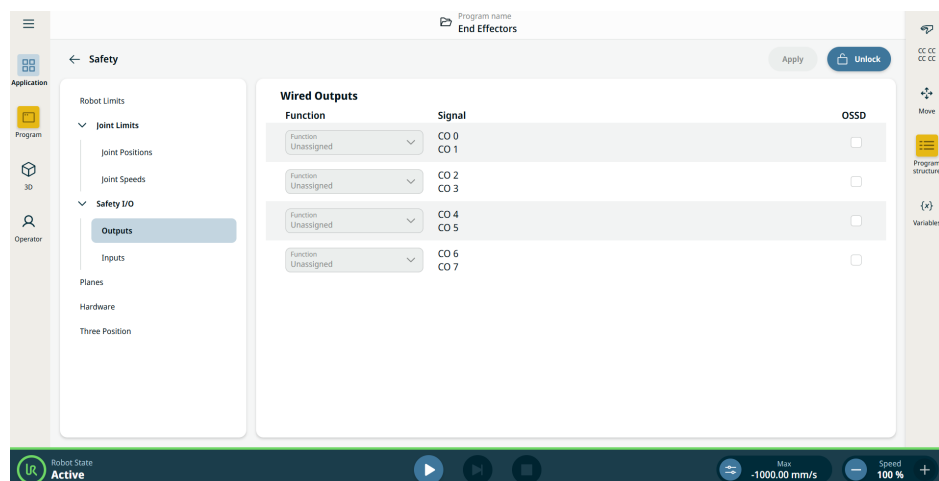 Program name
End Effectors
Application
Program
3D
Operator
Safety
Apply
Unlock
Robot Limits
Joint Limits
Joint Positions
Joint Speeds
Safety I/O
Outputs
Inputs
Planes
Hardware
Three Position
Wired Outputs
Function Signal OSSD
Function
Unassigned
CO 0
CO 1
Function
Unassigned
CO 2
CO 3
Function
Unassigned
CO 4
CO 5
Function
Unassigned
CO 6
CO 7
CC CC
CC CC
Move
Program
structure
{x}
Variables
UR
Robot State
Active
Max
-1000.00 mm/s
Speed
100 %